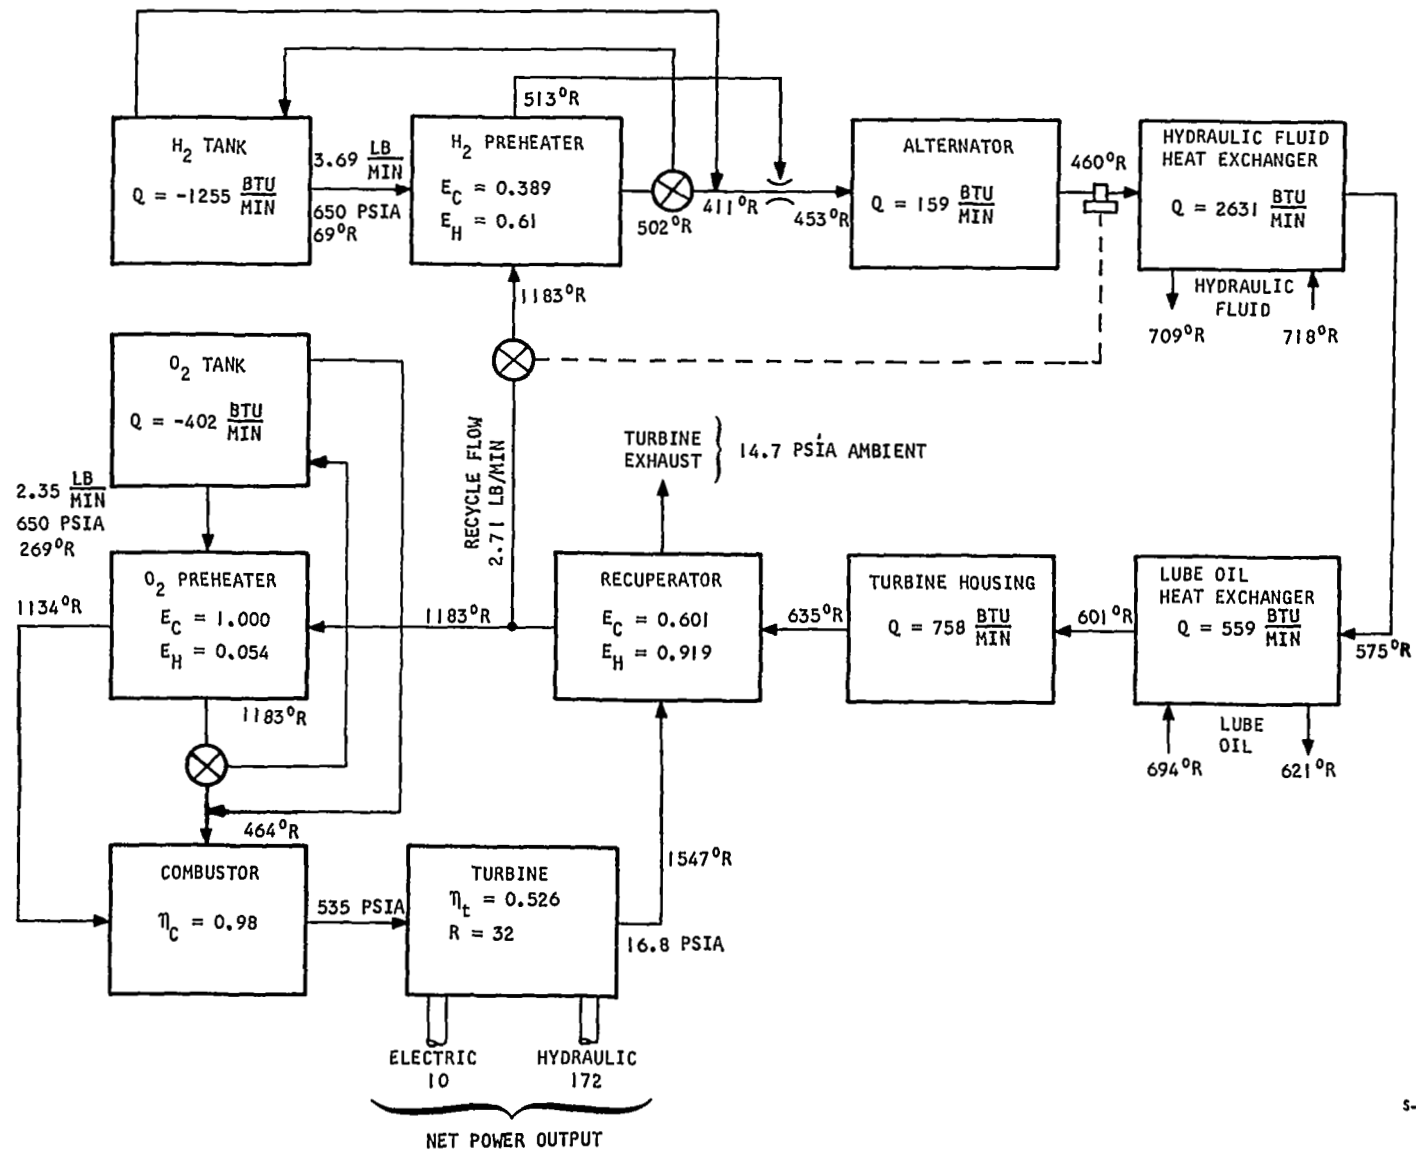 513°R
H2 TANK
Q = -1255 BTU/MIN
3.69 LB/MIN
650 PSIA
69°R
H2 PREHEATER
EC = 0.389
EH = 0.61
502°R
411°R
453°R
ALTERNATOR
Q = 159 BTU/MIN
460°R
HYDRAULIC FLUID
HEAT EXCHANGER
Q = 2631 BTU/MIN
HYDRAULIC
FLUID
709°R
718°R
1183°R
O2 TANK
Q = -402 BTU/MIN
2.35 LB/MIN
650 PSIA
269°R
RECYCLE FLOW
2.71 LB/MIN
TURBINE
EXHAUST
14.7 PSIA AMBIENT
1134°R
O2 PREHEATER
EC = 1.000
EH = 0.054
1183°R
RECUPERATOR
EC = 0.601
EH = 0.919
635°R
TURBINE HOUSING
Q = 758 BTU/MIN
601°R
LUBE OIL
HEAT EXCHANGER
Q = 559 BTU/MIN
575°R
1183°R
LUBE
OIL
694°R
621°R
464°R
COMBUSTOR
ηC = 0.98
535 PSIA
TURBINE
ηt = 0.526
R = 32
1547°R
16.8 PSIA
ELECTRIC
10
HYDRAULIC
172
NET POWER OUTPUT
S-